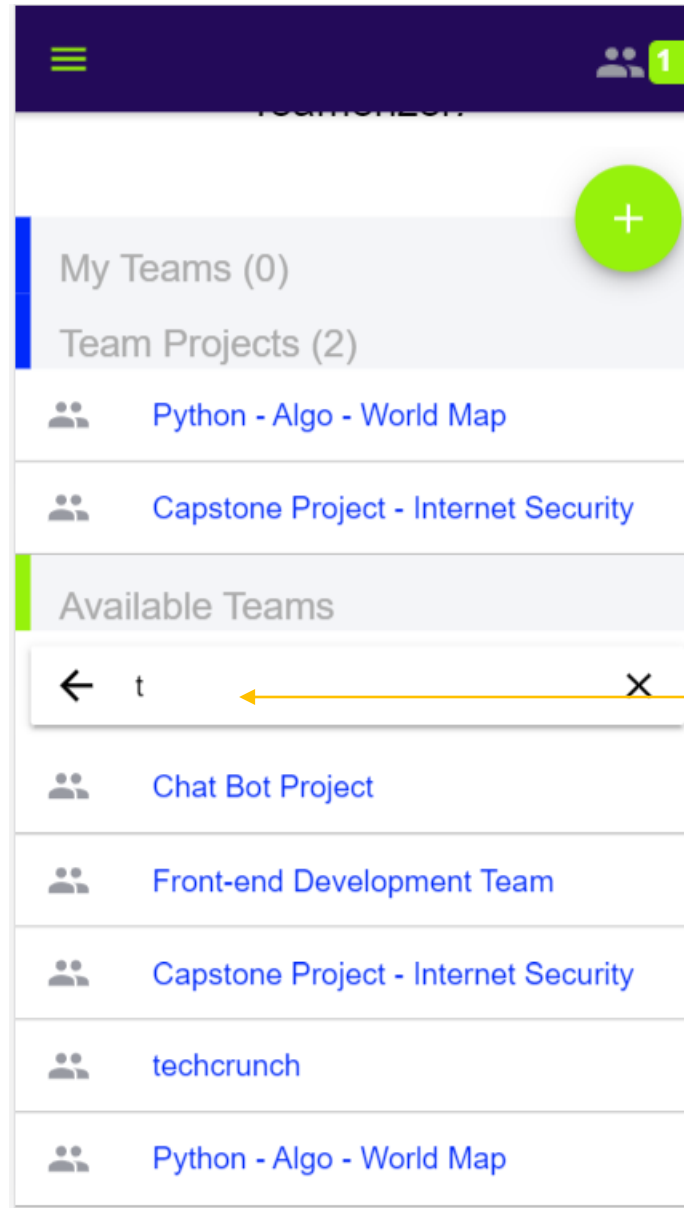 1
My Teams (0)
Team Projects (2)
Python - Algo - World Map
Capstone Project - Internet Security
Available Teams
t
Chat Bot Project
Front-end Development Team
Capstone Project - Internet Security
techcrunch
Python - Algo - World Map